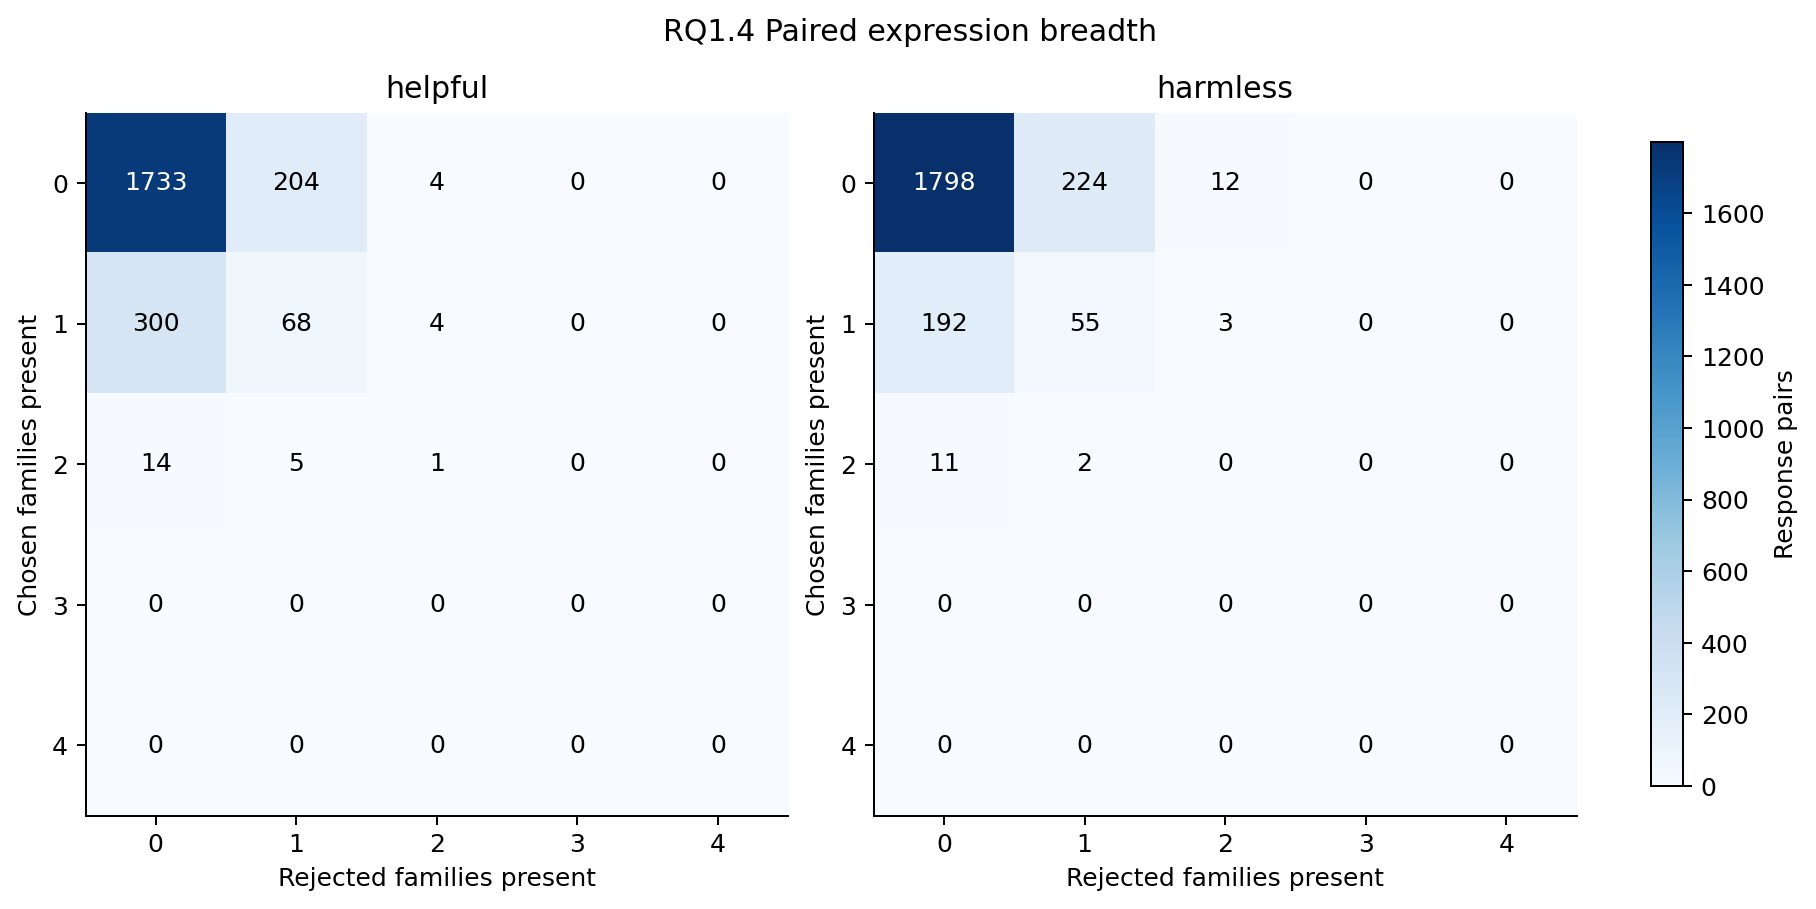 RQ1.4 Paired expression breadth
helpful
Chosen families present
0 1733 204 4 0 0
1 300 68 4 0 0
2 14 5 1 0 0
3 0 0 0 0 0
4 0 0 0 0 0
0 1 2 3 4
Rejected families present
harmless
Chosen families present
0 1798 224 12 0 0
1 192 55 3 0 0
2 11 2 0 0 0
3 0 0 0 0 0
4 0 0 0 0 0
0 1 2 3 4
Rejected families present
1600
1400
1200
1000
800
600
400
200
0
Response pairs